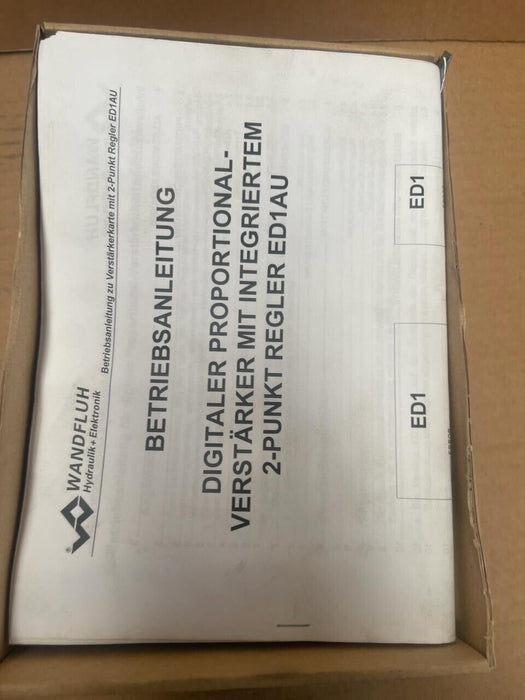 WANDFLUH
Hydraulik + Elektronik
Betriebsanleitung zu Verstärkerkarte mit 2-Punkt Regler ED1AU
BETRIEBSANLEITUNG
DIGITALER PROPORTIONAL-
VERSTÄRKER MIT INTEGRIERTEM
2-PUNKT REGLER ED1AU
ED1
ED1